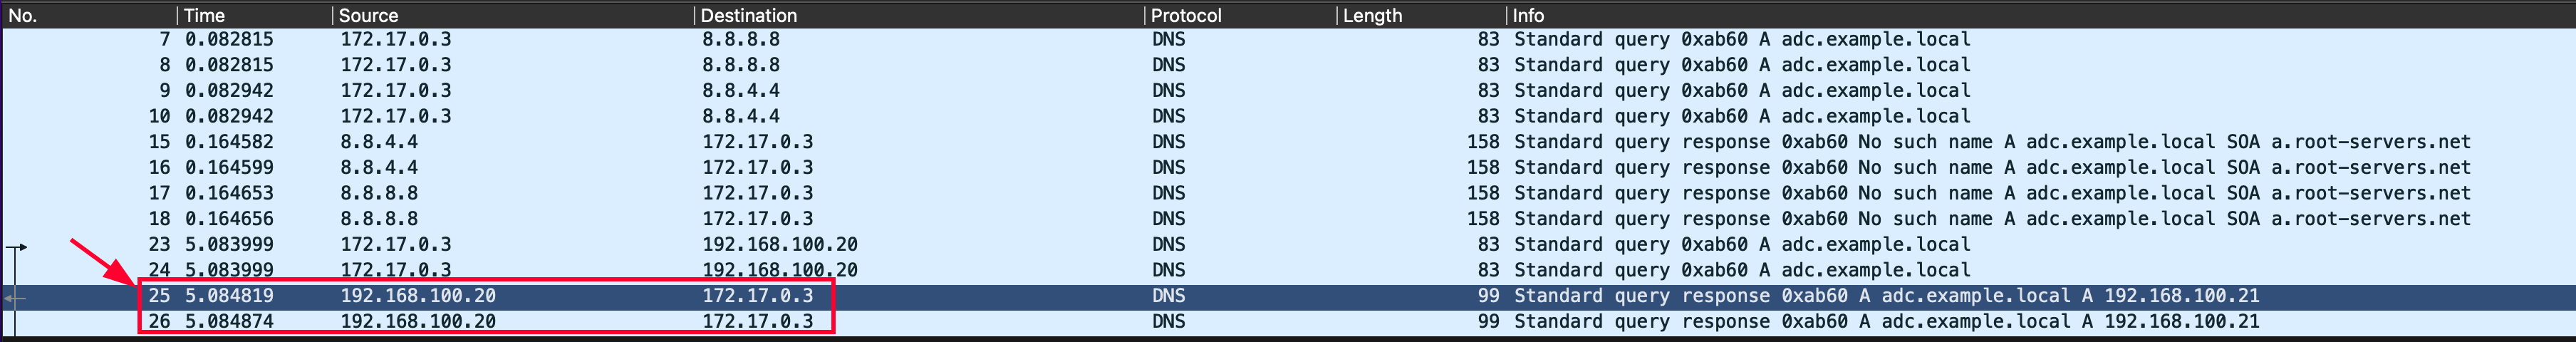 No. Time Source Destination Protocol Length Info
7 0.082815 172.17.0.3 8.8.8.8 DNS 83 Standard query 0xab60 A adc.example.local
8 0.082815 172.17.0.3 8.8.8.8 DNS 83 Standard query 0xab60 A adc.example.local
9 0.082942 172.17.0.3 8.8.4.4 DNS 83 Standard query 0xab60 A adc.example.local
10 0.082942 172.17.0.3 8.8.4.4 DNS 83 Standard query 0xab60 A adc.example.local
15 0.164582 8.8.4.4 172.17.0.3 DNS 158 Standard query response 0xab60 No such name A adc.example.local SOA a.root-servers.net
16 0.164599 8.8.4.4 172.17.0.3 DNS 158 Standard query response 0xab60 No such name A adc.example.local SOA a.root-servers.net
17 0.164653 8.8.8.8 172.17.0.3 DNS 158 Standard query response 0xab60 No such name A adc.example.local SOA a.root-servers.net
18 0.164656 8.8.8.8 172.17.0.3 DNS 158 Standard query response 0xab60 No such name A adc.example.local SOA a.root-servers.net
23 5.083999 172.17.0.3 192.168.100.20 DNS 83 Standard query 0xab60 A adc.example.local
24 5.083999 172.17.0.3 192.168.100.20 DNS 83 Standard query 0xab60 A adc.example.local
25 5.084819 192.168.100.20 172.17.0.3 DNS 99 Standard query response 0xab60 A adc.example.local A 192.168.100.21
26 5.084874 192.168.100.20 172.17.0.3 DNS 99 Standard query response 0xab60 A adc.example.local A 192.168.100.21